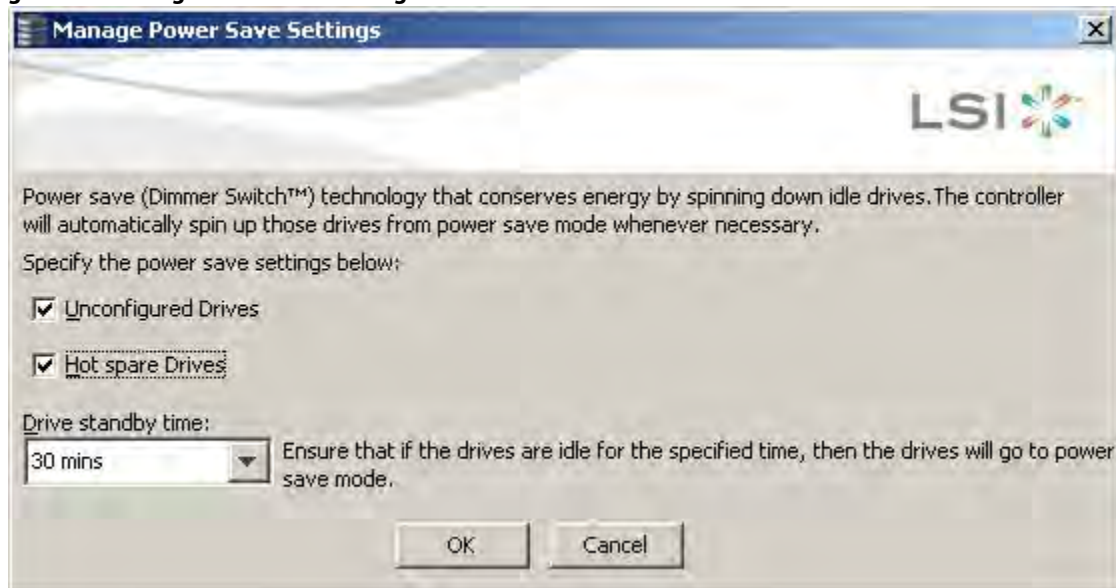 Manage Power Save Settings
LSI
Power save (Dimmer Switch™) technology that conserves energy by spinning down idle drives.The controller
will automatically spin up those drives from power save mode whenever necessary.
Specify the power save settings below:
Unconfigured Drives
Hot spare Drives
Drive standby time:
30 mins
Ensure that if the drives are idle for the specified time, then the drives will go to power
save mode.
OK
Cancel